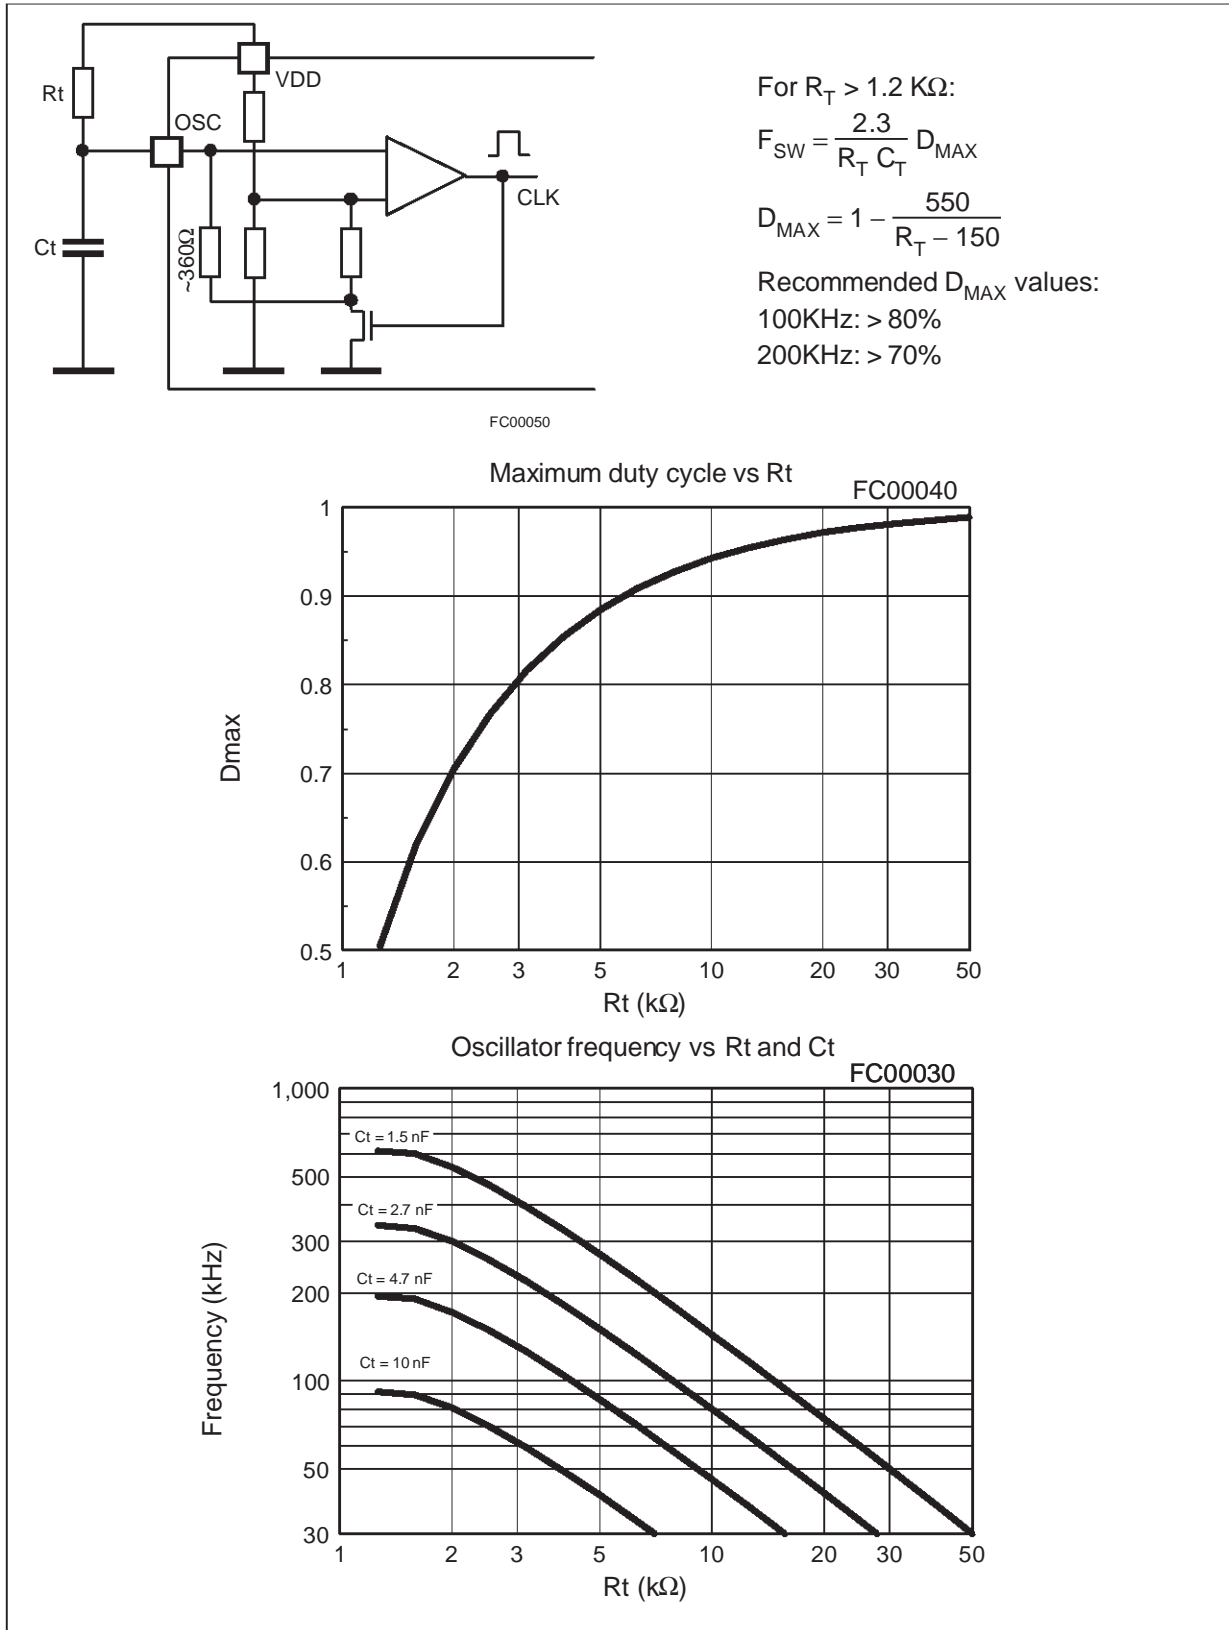 Rt
VDD
OSC
CLK
Ct
~360Ω
FC00050
For R_T > 1.2 KΩ:
F_SW = 2.3 / (R_T C_T) D_MAX
D_MAX = 1 − 550 / (R_T − 150)
Recommended D_MAX values:
100KHz: > 80%
200KHz: > 70%
Maximum duty cycle vs Rt
FC00040
1
0.9
0.8
0.7
0.6
0.5
Dmax
1 2 3 5 10 20 30 50
Rt (kΩ)
Oscillator frequency vs Rt and Ct
FC00030
1,000
500
300
200
100
50
30
Frequency (kHz)
Ct = 1.5 nF
Ct = 2.7 nF
Ct = 4.7 nF
Ct = 10 nF
1 2 3 5 10 20 30 50
Rt (kΩ)